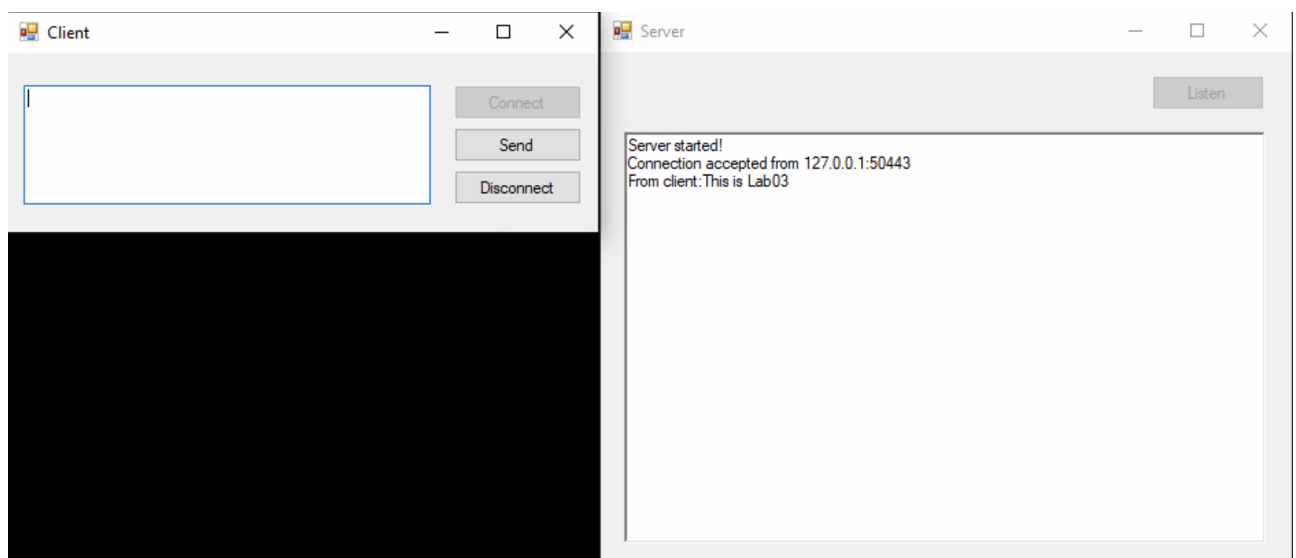 Client
Connect
Send
Disconnect
Server
Listen
Server started!
Connection accepted from 127.0.0.1:50443
From client:This is Lab03